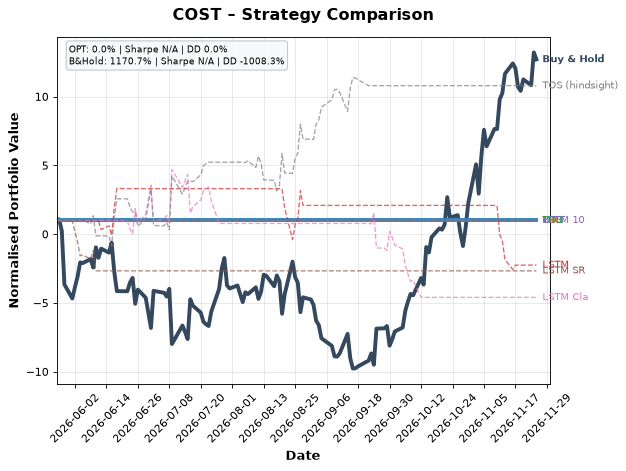 COST – Strategy Comparison
OPT: 0.0% | Sharpe N/A | DD 0.0%
B&Hold: 1170.7% | Sharpe N/A | DD -1008.3%
Buy & Hold
TOS (hindsight)
LSTM 10
LSTM
LSTM SR
LSTM Cla
Normalised Portfolio Value
10
5
0
−5
−10
2026-06-02
2026-06-14
2026-06-26
2026-07-08
2026-07-20
2026-08-01
2026-08-13
2026-08-25
2026-09-06
2026-09-18
2026-09-30
2026-10-12
2026-10-24
2026-11-05
2026-11-17
2026-11-29
Date